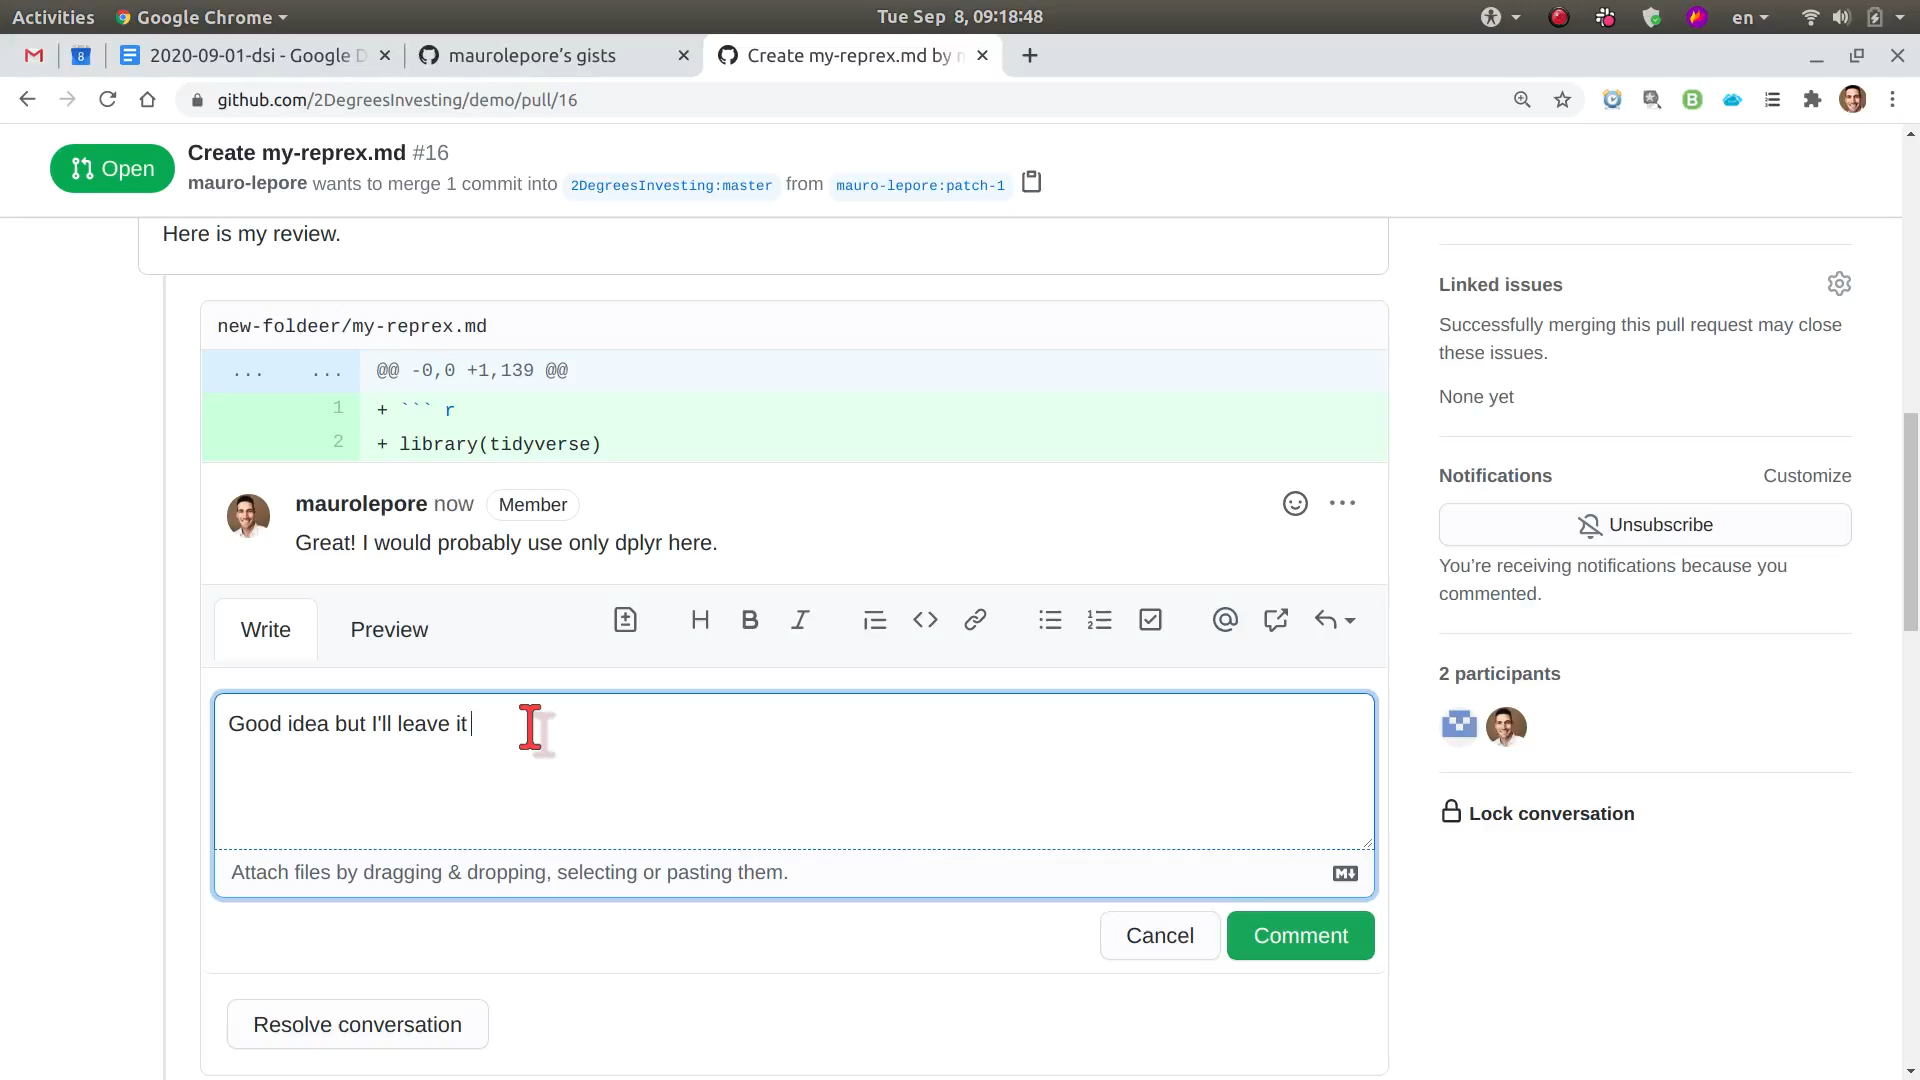 Activities
Google Chrome
Tue Sep 8, 09:18:48
en
8
2020-09-01-dsi - Google D
maurolepore's gists
Create my-reprex.md by
github.com/2DegreesInvesting/demo/pull/16
B
Open
Create my-reprex.md #16
mauro-lepore wants to merge 1 commit into 2DegreesInvesting:master from mauro-lepore:patch-1
Here is my review.
new-foldeer/my-reprex.md
... ... @@ -0,0 +1,139 @@
1 + ``` r
2 + library(tidyverse)
maurolepore now Member
Great! I would probably use only dplyr here.
Write
Preview
Good idea but I'll leave it
Attach files by dragging & dropping, selecting or pasting them.
Cancel
Comment
Resolve conversation
Linked issues
Successfully merging this pull request may close
these issues.
None yet
Notifications
Customize
Unsubscribe
You're receiving notifications because you
commented.
2 participants
Lock conversation